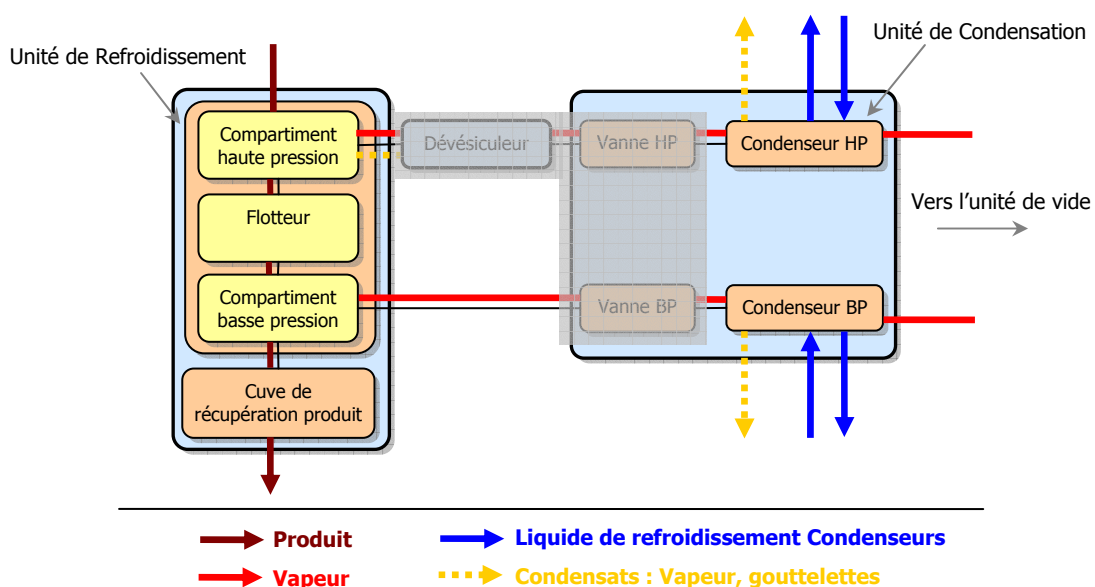 Unité de Refroidissement
Unité de Condensation
Compartiment
haute pression
Dévésiculeur
Vanne HP
Condenseur HP
Flotteur
Vers l'unité de vide
Compartiment
basse pression
Vanne BP
Condenseur BP
Cuve de
récupération produit
Produit
Liquide de refroidissement Condenseurs
Vapeur
Condensats : Vapeur, gouttelettes